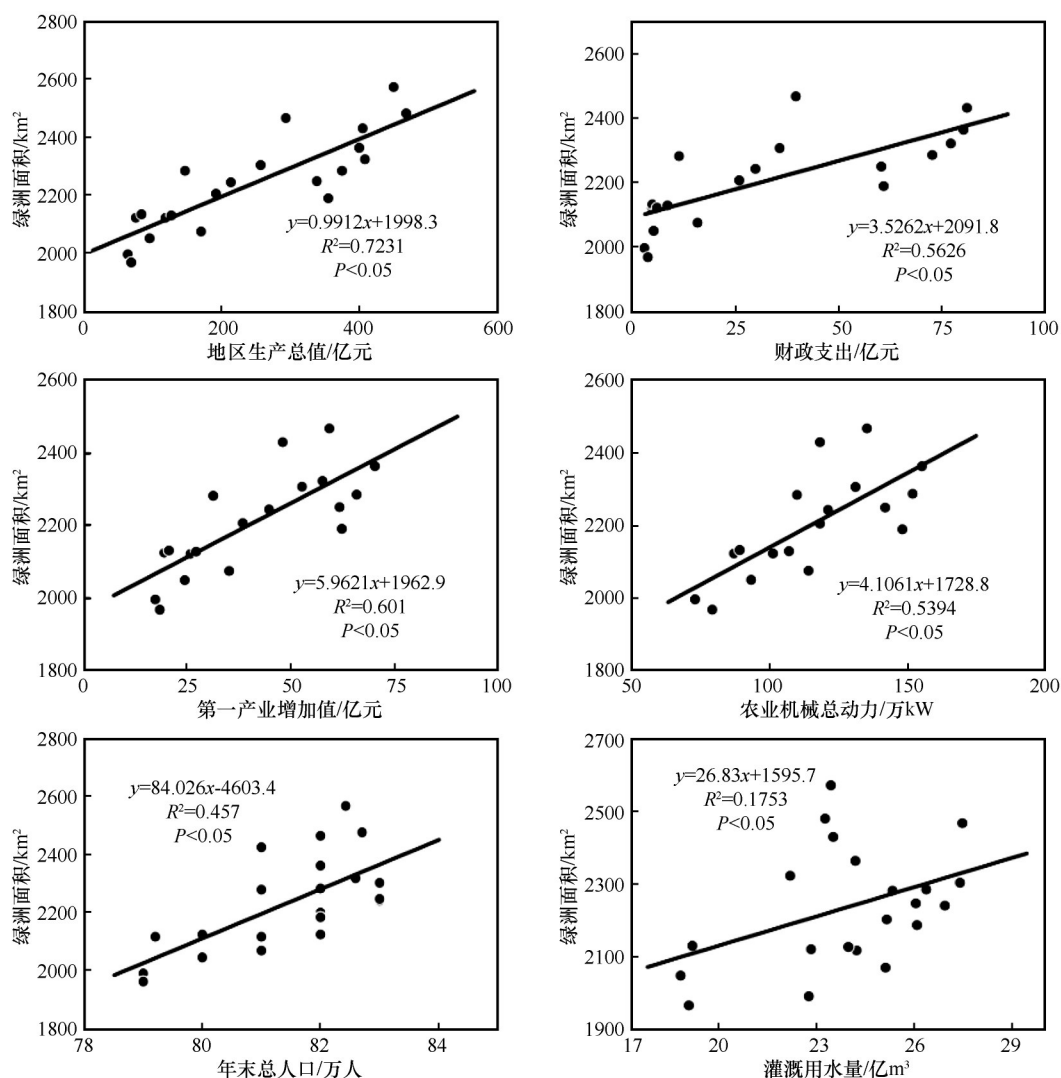 2800
2600
2400
2200
2000
1800
绿洲面积/km²
y=0.9912x+1998.3
R²=0.7231
P<0.05
0
200
400
600
地区生产总值/亿元
2600
2400
2200
2000
1800
绿洲面积/km²
y=3.5262x+2091.8
R²=0.5626
P<0.05
0
25
50
75
100
财政支出/亿元
2600
2400
2200
2000
1800
绿洲面积/km²
y=5.9621x+1962.9
R²=0.601
P<0.05
0
25
50
75
100
第一产业增加值/亿元
2600
2400
2200
2000
1800
绿洲面积/km²
y=4.1061x+1728.8
R²=0.5394
P<0.05
50
100
150
200
农业机械总动力/万kW
2800
2600
2400
2200
2000
1800
绿洲面积/km²
y=84.026x-4603.4
R²=0.457
P<0.05
78
80
82
84
年末总人口/万人
2700
2500
2300
2100
1900
绿洲面积/km²
y=26.83x+1595.7
R²=0.1753
P<0.05
17
20
23
26
29
灌溉用水量/亿m³